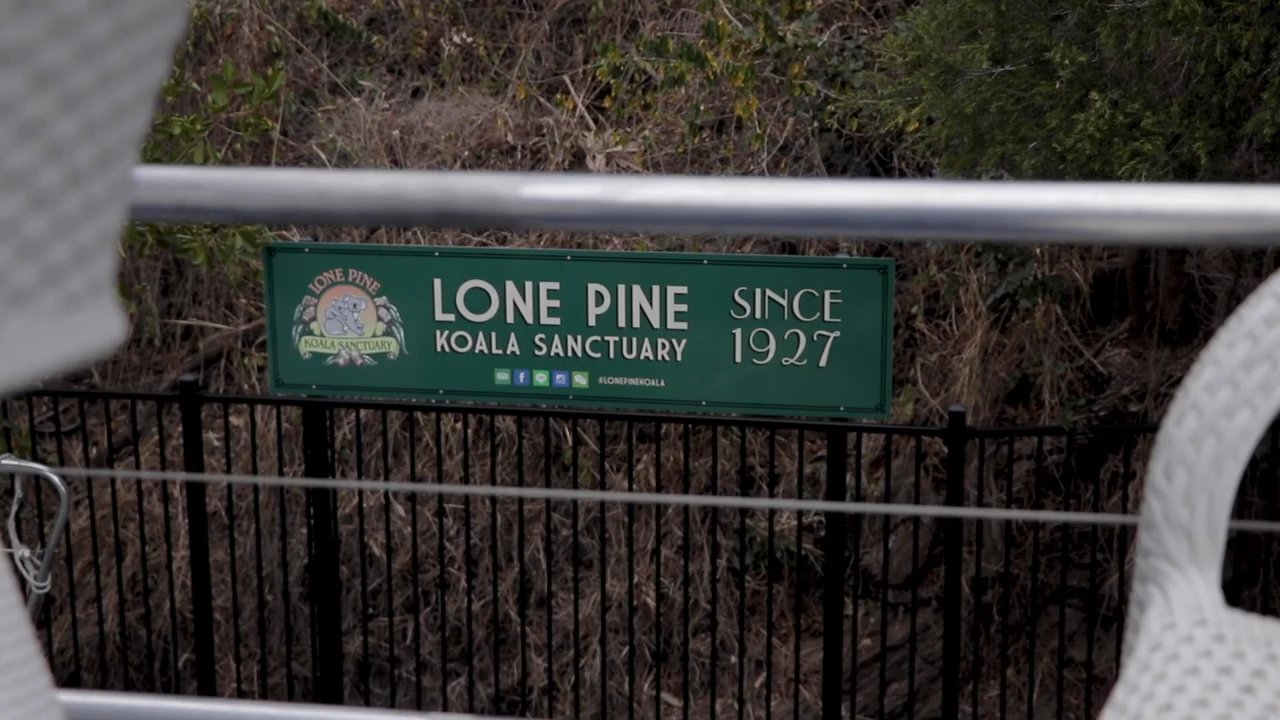 LONE PINE
KOALA SANCTUARY
LONE PINE
KOALA SANCTUARY
#LONEPINEKOALA
SINCE
1927